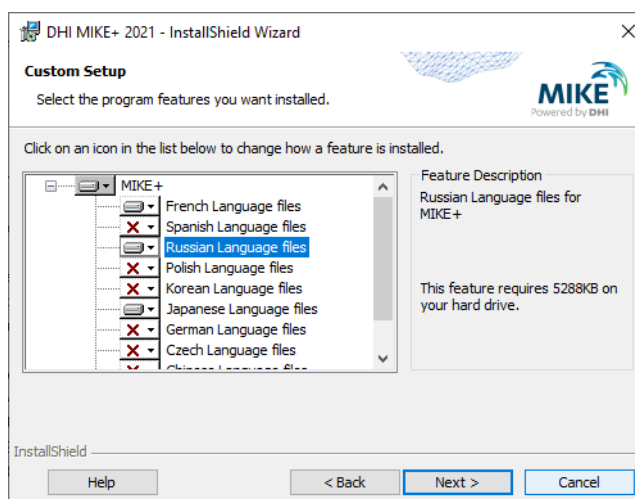 DHI MIKE+ 2021 - InstallShield Wizard
Custom Setup
Select the program features you want installed.
MIKE
Powered by DHI
Click on an icon in the list below to change how a feature is installed.
MIKE+
French Language files
Spanish Language files
Russian Language files
Polish Language files
Korean Language files
Japanese Language files
German Language files
Czech Language files
Chinese Language files
Feature Description
Russian Language files for
MIKE+
This feature requires 5288KB on
your hard drive.
InstallShield
Help
< Back
Next >
Cancel